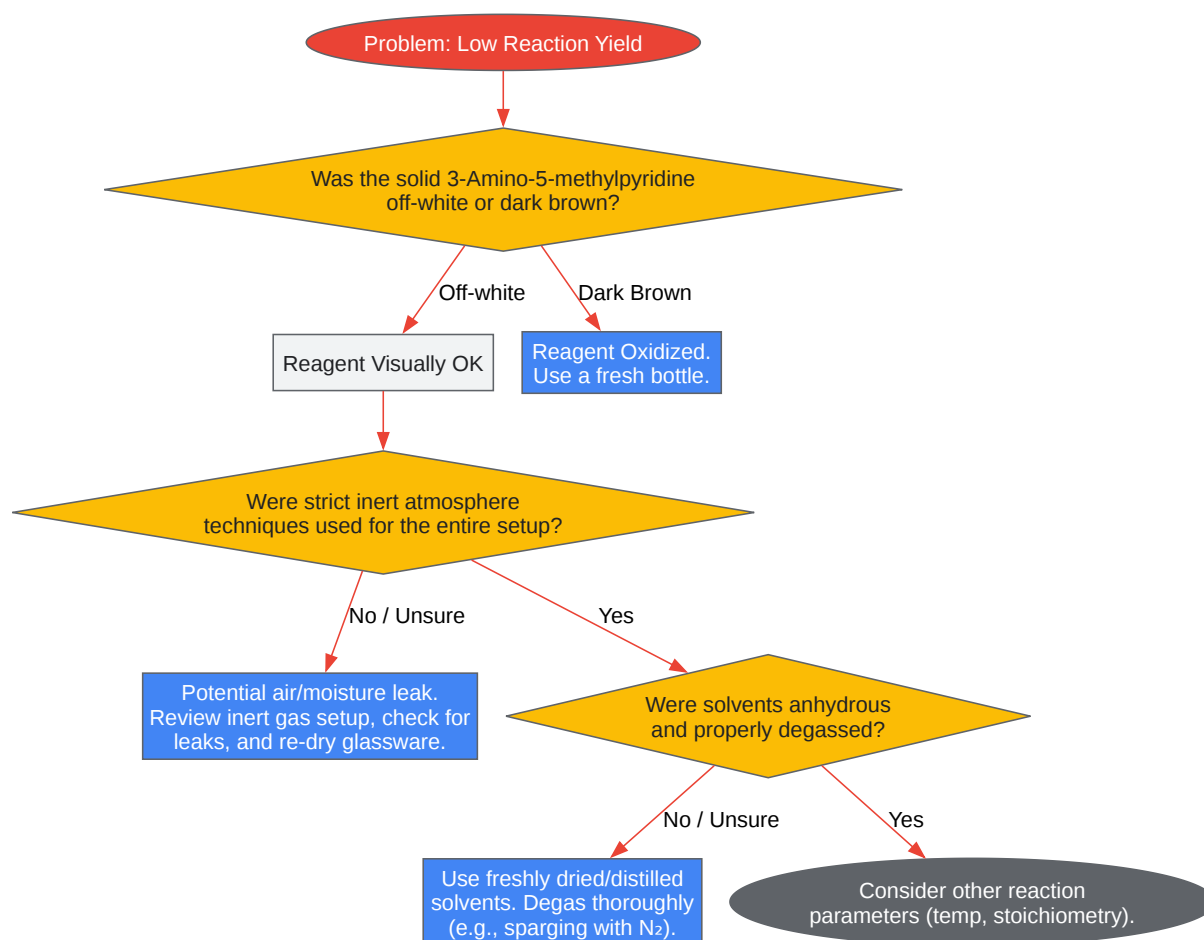 Problem: Low Reaction Yield
Was the solid 3-Amino-5-methylpyridine
off-white or dark brown?
Off-white
Dark Brown
Reagent Visually OK
Reagent Oxidized.
Use a fresh bottle.
Were strict inert atmosphere
techniques used for the entire setup?
No / Unsure
Yes
Potential air/moisture leak.
Review inert gas setup, check for
leaks, and re-dry glassware.
Were solvents anhydrous
and properly degassed?
No / Unsure
Yes
Use freshly dried/distilled
solvents. Degas thoroughly
(e.g., sparging with N₂).
Consider other reaction
parameters (temp, stoichiometry).